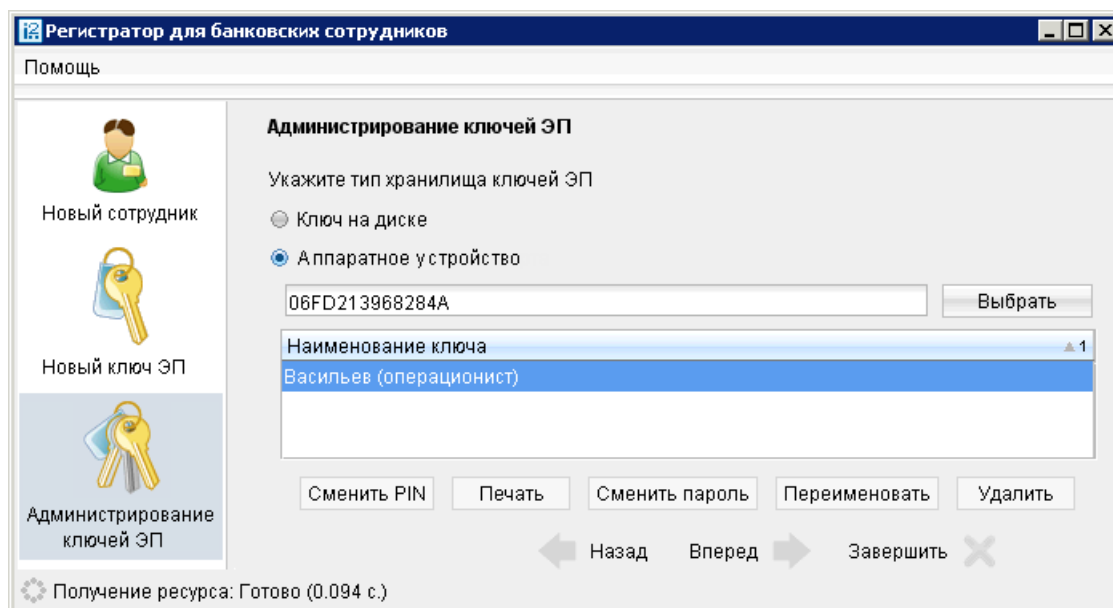 Регистратор для банковских сотрудников
Помощь
Новый сотрудник
Новый ключ ЭП
Администрирование
ключей ЭП
Администрирование ключей ЭП
Укажите тип хранилища ключей ЭП
Ключ на диске
Аппаратное устройство
06FD213968284A Выбрать
Наименование ключа 1
Васильев (операционист)
Сменить PIN Печать Сменить пароль Переименовать Удалить
Назад Вперед Завершить
Получение ресурса: Готово (0.094 с.)